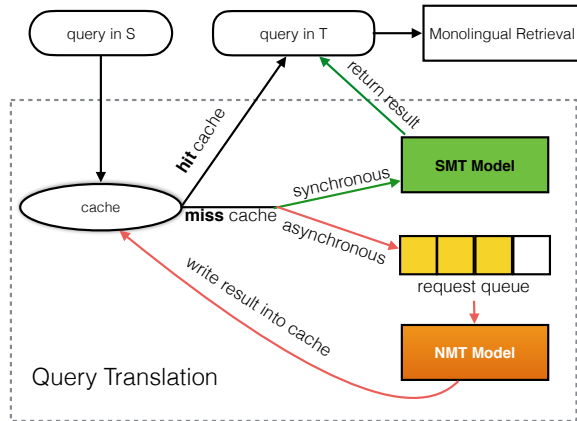 query in S
query in T
Monolingual Retrieval
return result
hit cache
SMT Model
synchronous
cache
miss cache
asynchronous
request queue
write result into cache
NMT Model
Query Translation